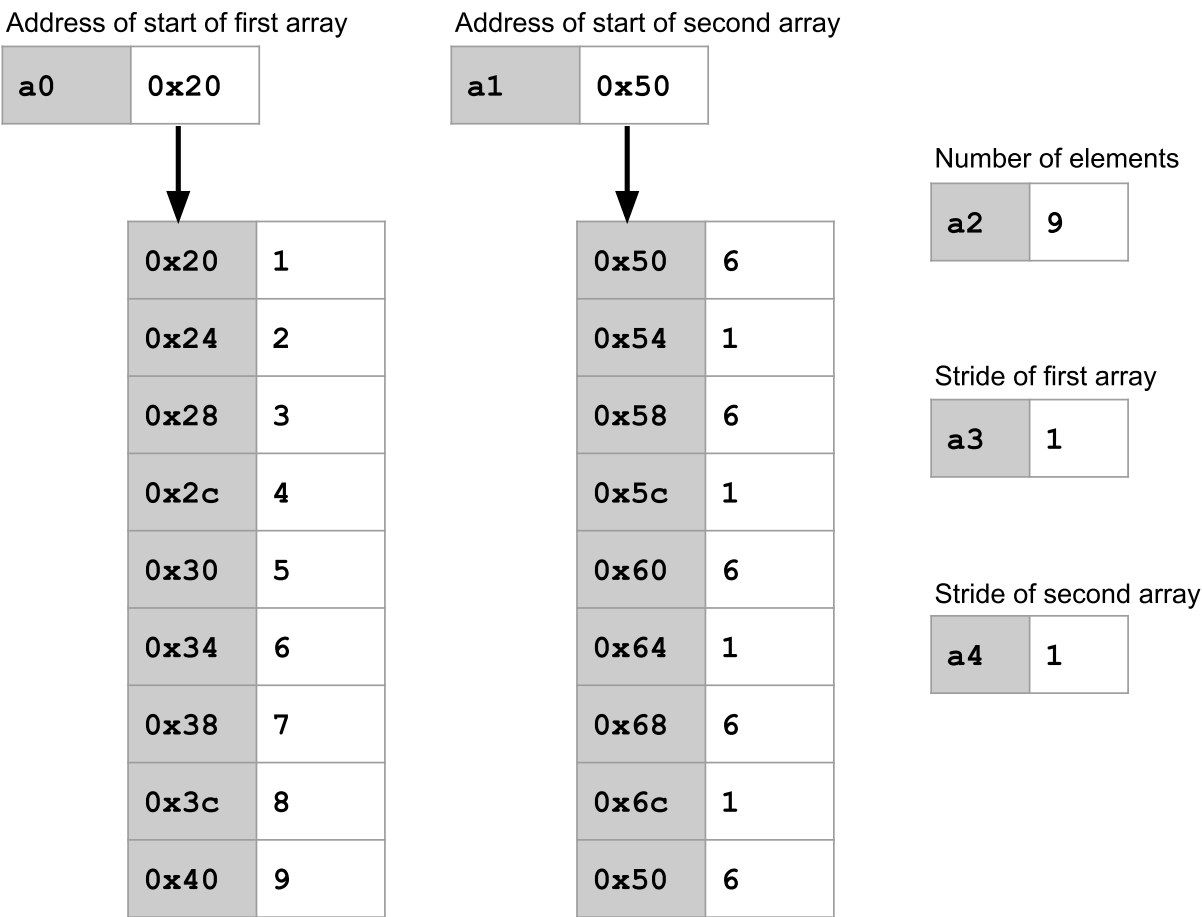 Address of start of first array
a0 0x20
Address of start of second array
a1 0x50
0x20 1
0x24 2
0x28 3
0x2c 4
0x30 5
0x34 6
0x38 7
0x3c 8
0x40 9
0x50 6
0x54 1
0x58 6
0x5c 1
0x60 6
0x64 1
0x68 6
0x6c 1
0x50 6
Number of elements
a2 9
Stride of first array
a3 1
Stride of second array
a4 1